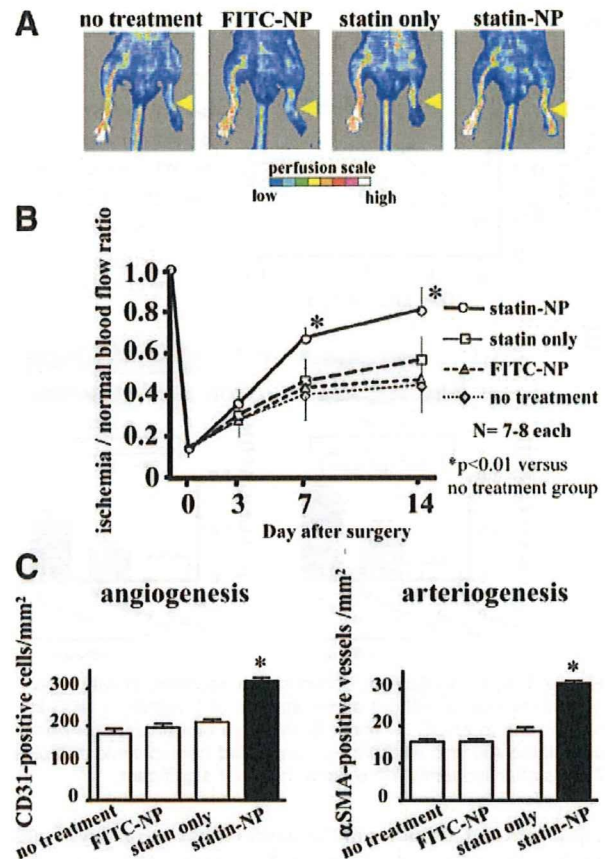 A
no treatment FITC-NP statin only statin-NP
perfusion scale
low high
B
ischemia / normal blood flow ratio
1.0
0.8
0.6
0.4
0.2
0
* *
statin-NP
statin only
FITC-NP
no treatment
N= 7-8 each
*p<0.01 versus
no treatment group
0 3 7 14
Day after surgery
C
angiogenesis
CD31-positive cells/mm²
300
200
100
0
*
no treatment FITC-NP statin only statin-NP
arteriogenesis
αSMA-positive vessels /mm²
30
20
10
0
*
no treatment FITC-NP statin only statin-NP